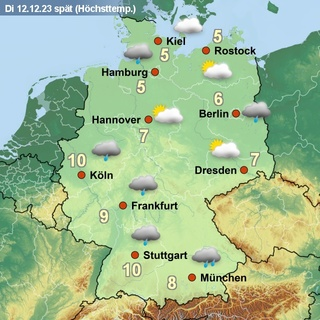 Di 12.12.23 spät (Höchsttemp.)
Kiel
5
5
Rostock
Hamburg
5
6
Berlin
Hannover
7
10
Köln
Dresden
7
9
Frankfurt
Stuttgart
10
8
München